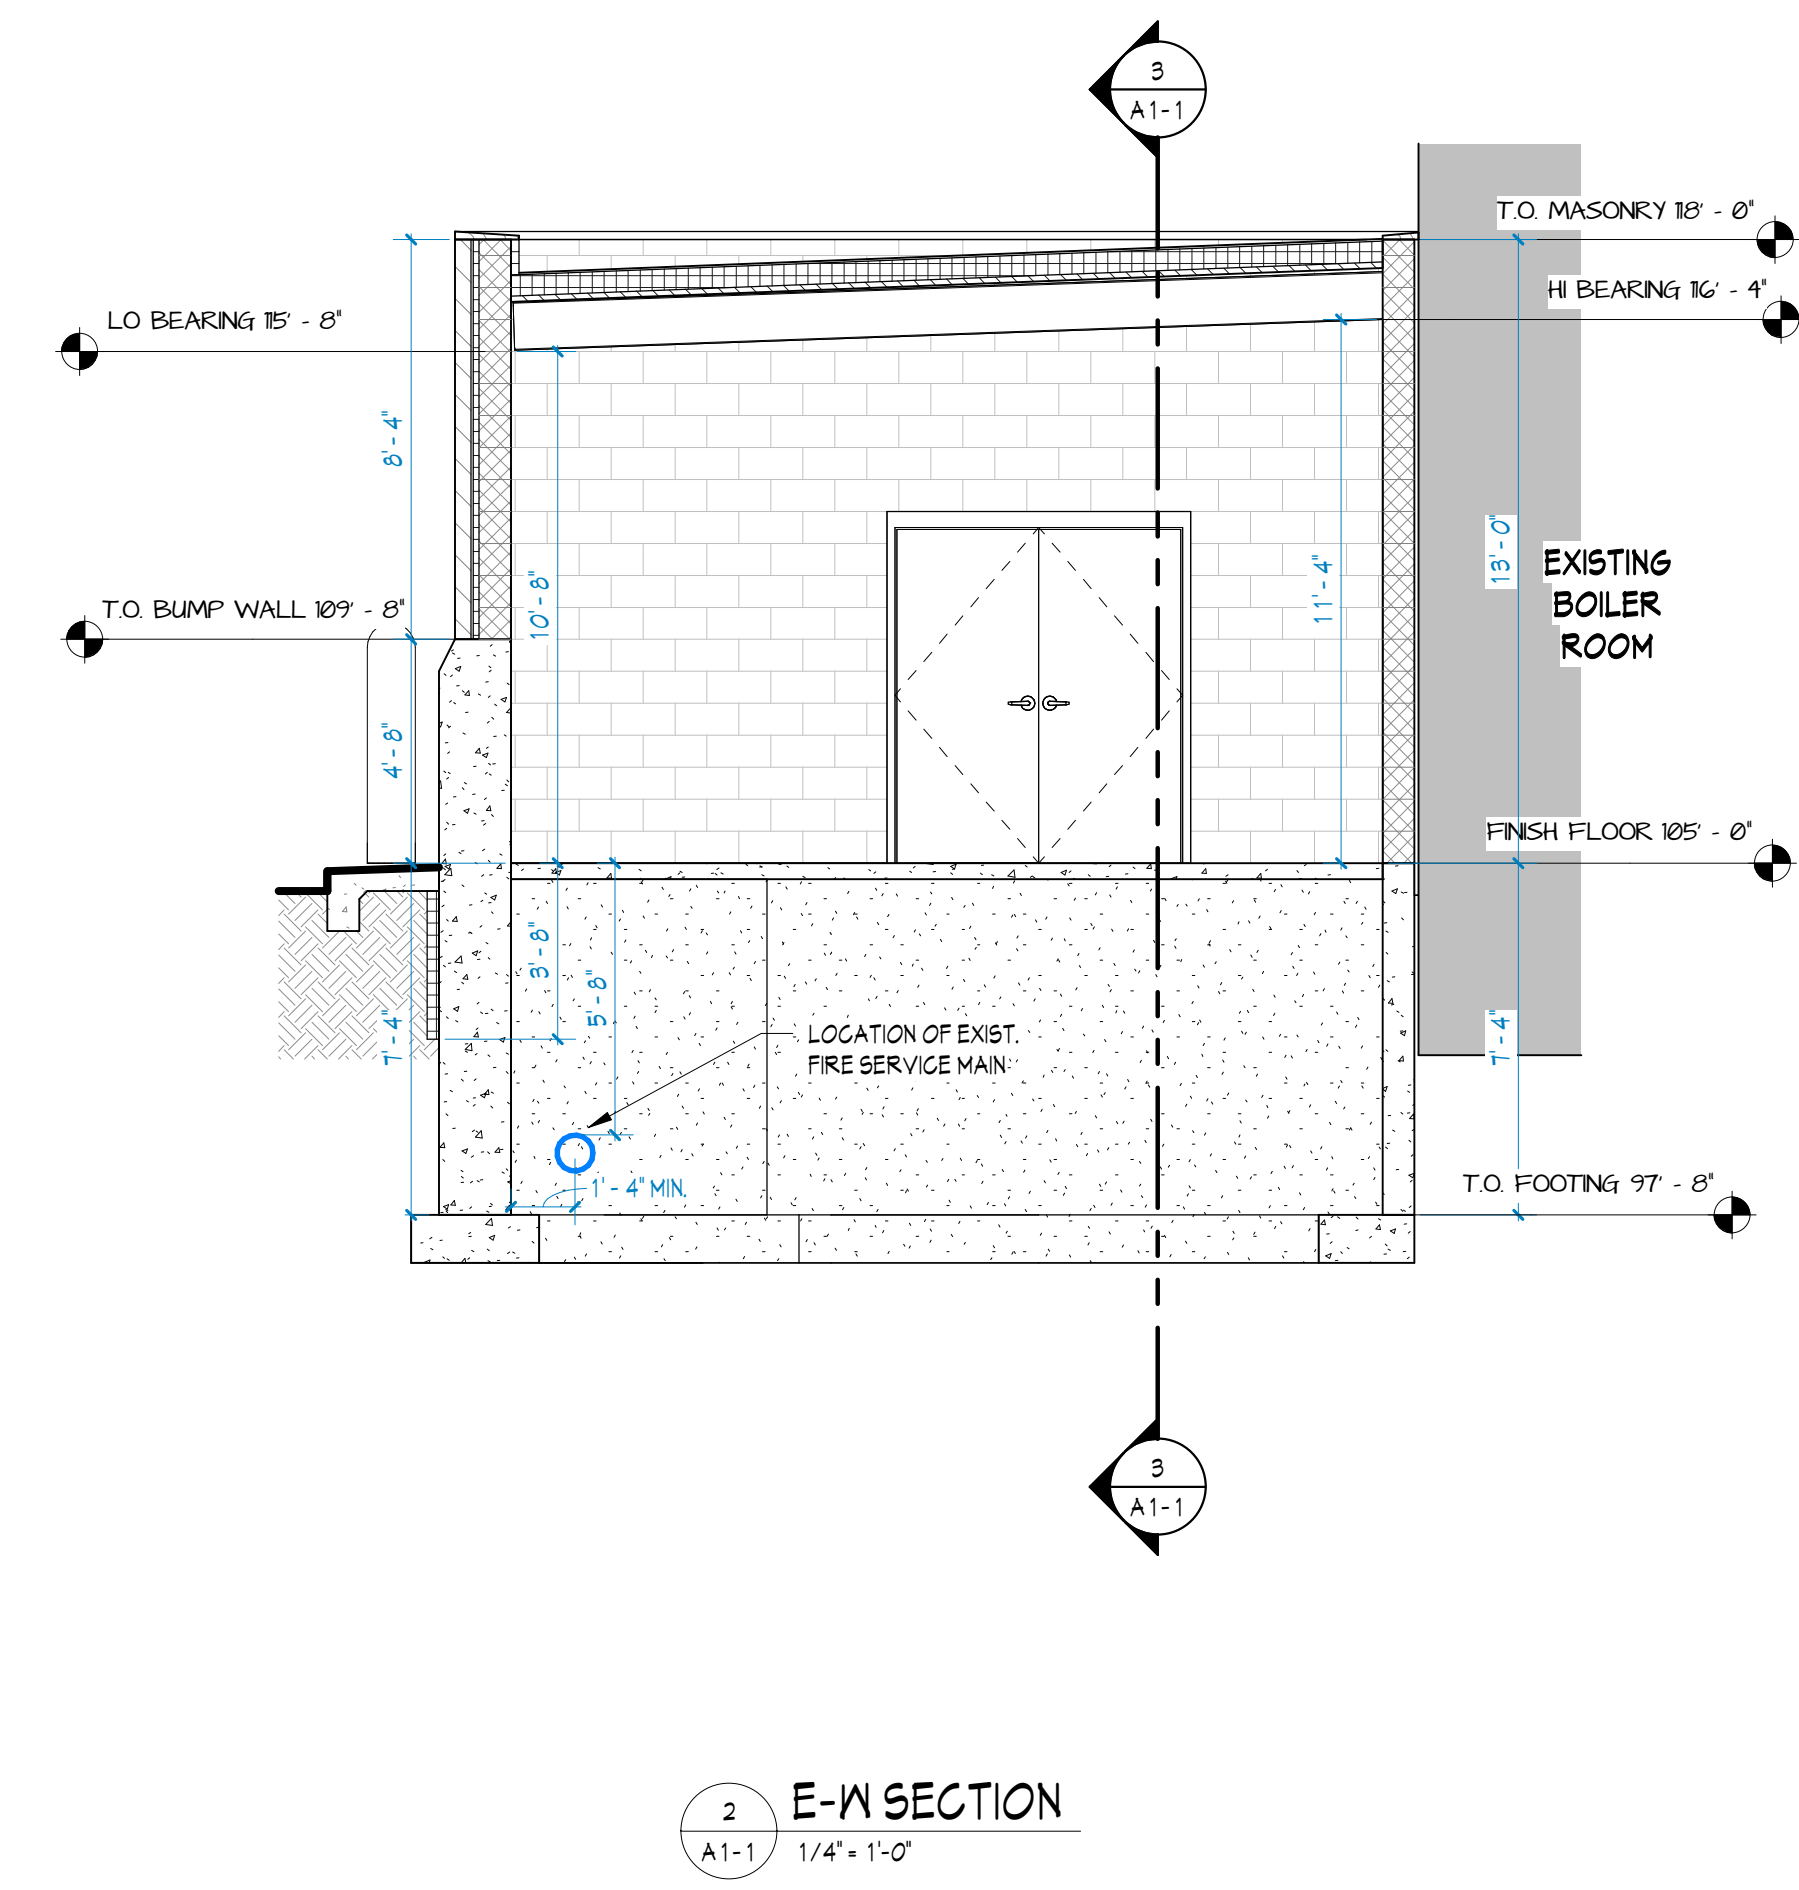 3
A1-1
T.O. MASONRY 118' - 0"
HI BEARING 116' - 4"
LO BEARING 115' - 8"
8' - 4"
13' - 0"
EXISTING
BOILER
ROOM
10' - 8"
11' - 4"
T.O. BUMP WALL 109' - 8"
4' - 8"
FINISH FLOOR 105' - 0"
3' - 8"
5' - 8"
7' - 4"
7' - 4"
LOCATION OF EXIST.
FIRE SERVICE MAIN
1' - 4" MIN.
T.O. FOOTING 97' - 8"
3
A1-1
2
A1-1
E-W SECTION
1/4" = 1'-0"